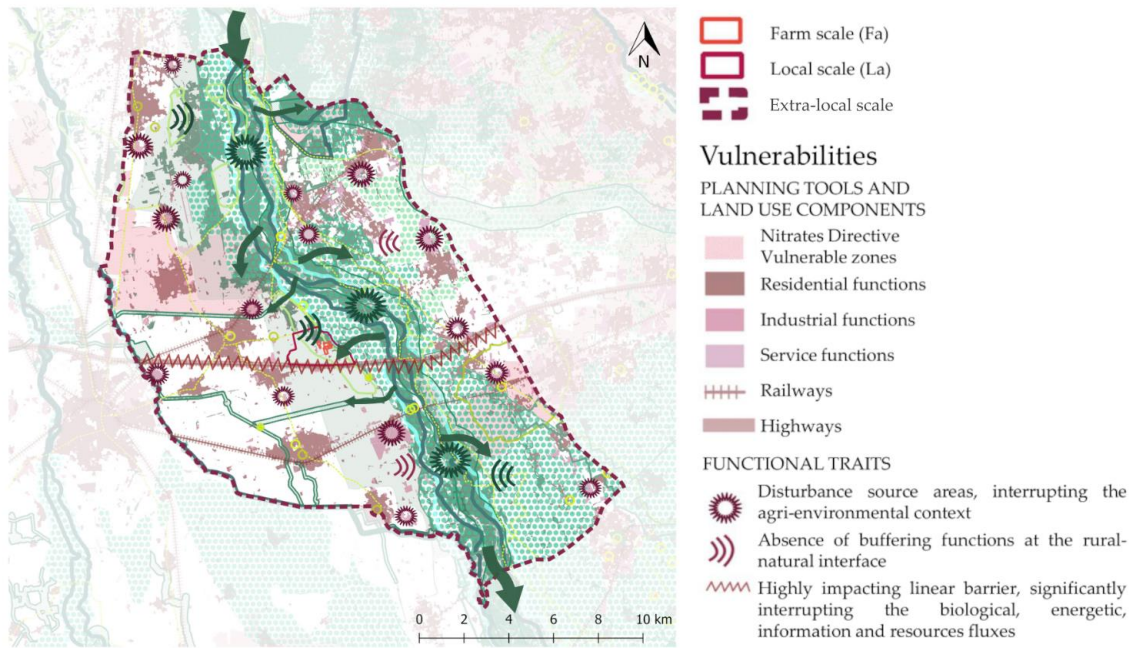 N
0 2 4 6 8 10 km
Farm scale (Fa)
Local scale (La)
Extra-local scale
Vulnerabilities
PLANNING TOOLS AND
LAND USE COMPONENTS
Nitrates Directive
Vulnerable zones
Residential functions
Industrial functions
Service functions
Railways
Highways
FUNCTIONAL TRAITS
Disturbance source areas, interrupting the
agri-environmental context
Absence of buffering functions at the rural-
natural interface
Highly impacting linear barrier, significantly
interrupting the biological, energetic,
information and resources fluxes